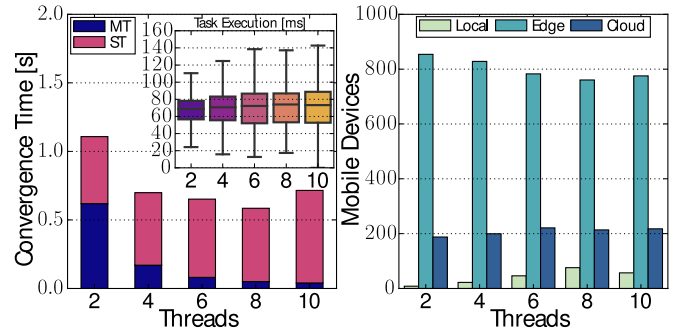 MT
ST
Task Execution [ms]
160
140
120
100
80
60
40
20
0
2 4 6 8 10
2.0
1.5
1.0
0.5
0.0
Convergence Time [s]
2 4 6 8 10
Threads
Local Edge Cloud
1000
800
600
400
200
0
Mobile Devices
2 4 6 8 10
Threads